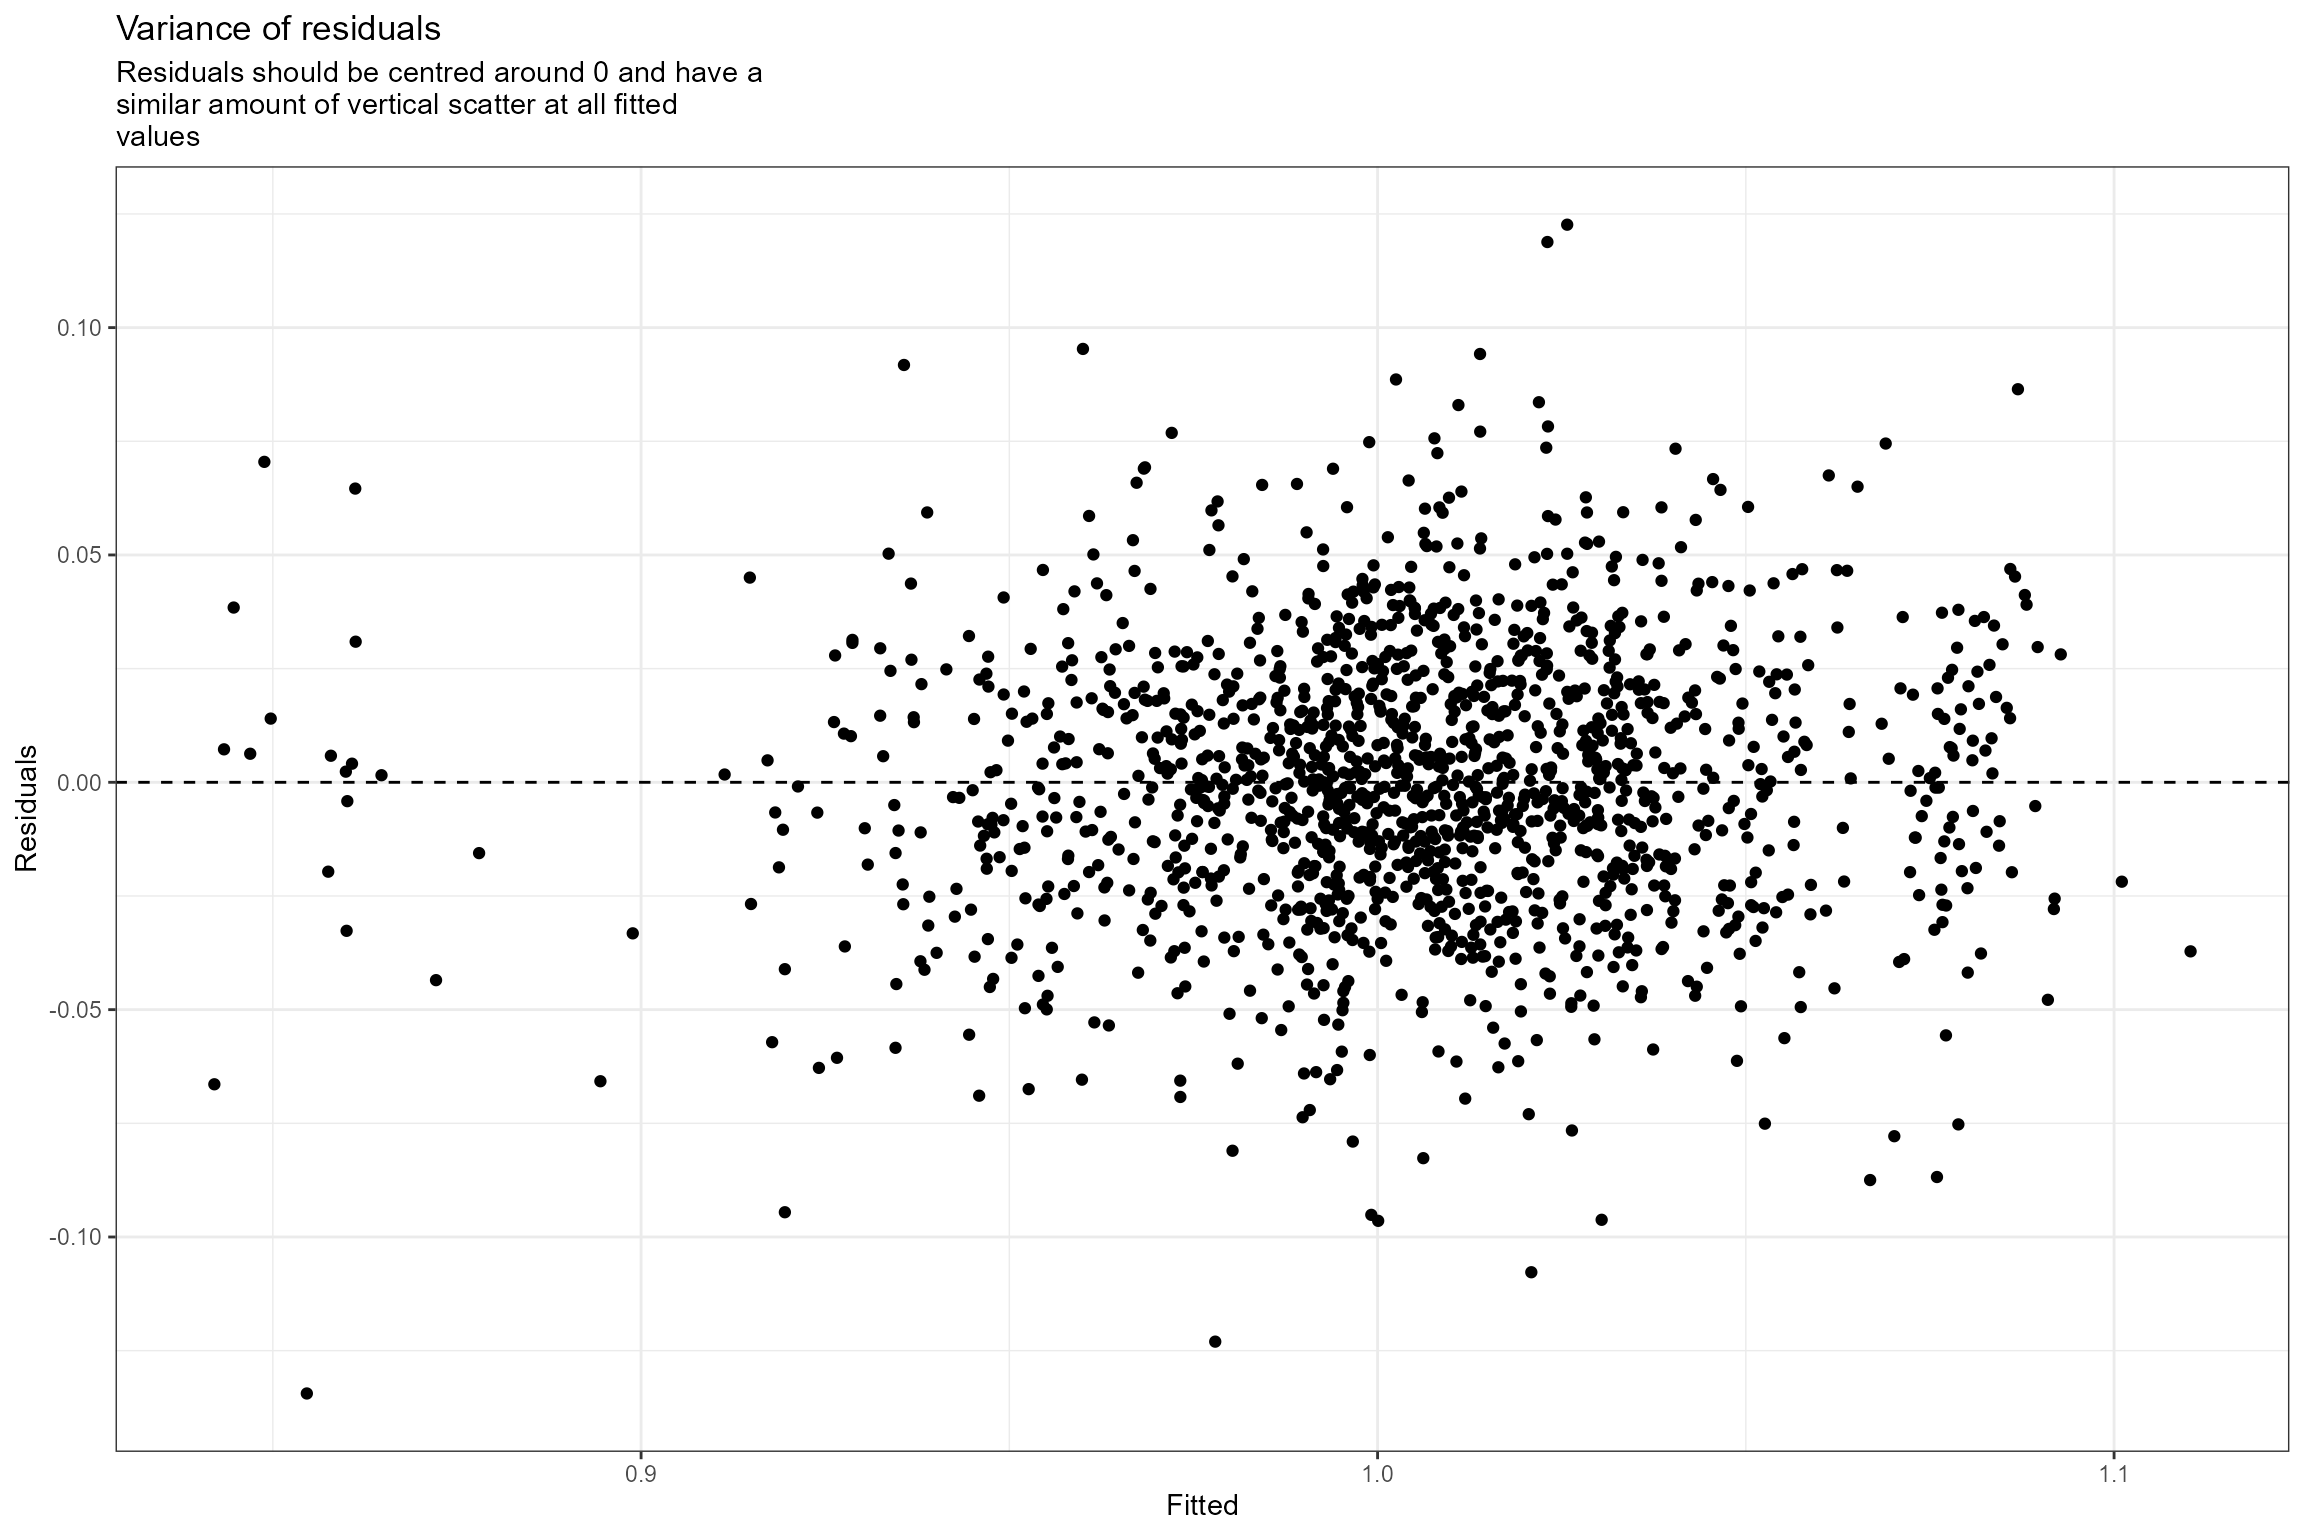 Variance of residuals
Residuals should be centred around 0 and have a
similar amount of vertical scatter at all fitted
values
Residuals
0.10
0.05
0.00
-0.05
-0.10
0.9
1.0
1.1
Fitted